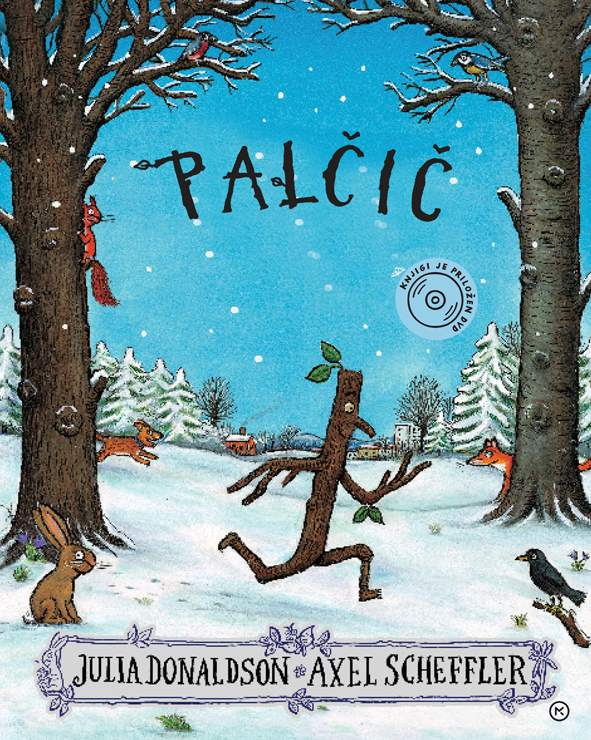 PALČIČ
KNJIGI JE PRILOŽEN DVD
JULIA DONALDSON AXEL SCHEFFLER
M